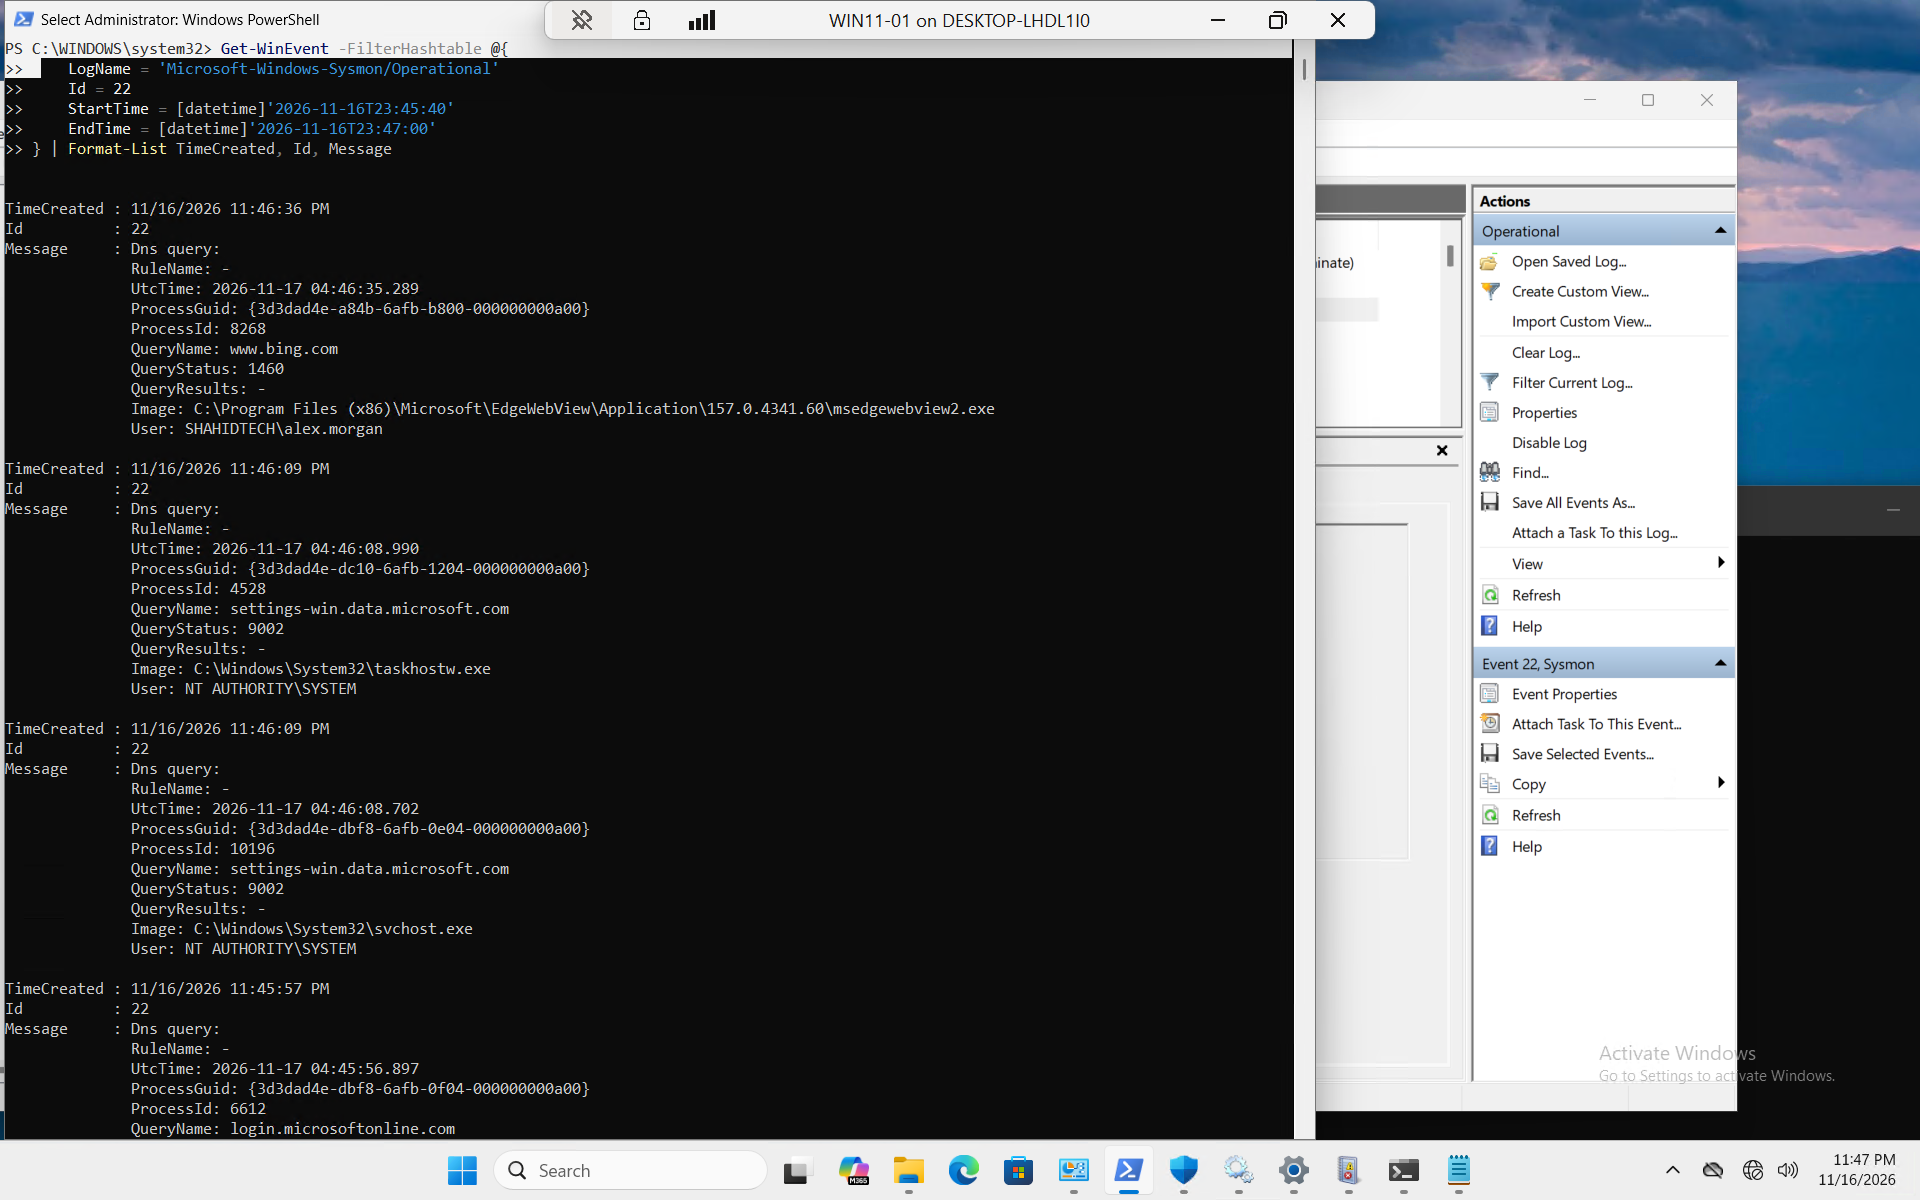 Select Administrator: Windows PowerShell
WIN11-01 on DESKTOP-LHDL1I0
PS C:\WINDOWS\system32> Get-WinEvent -FilterHashtable @{
>>     LogName = 'Microsoft-Windows-Sysmon/Operational'
>>     Id = 22
>>     StartTime = [datetime]'2026-11-16T23:45:40'
>>     EndTime = [datetime]'2026-11-16T23:47:00'
>> } | Format-List TimeCreated, Id, Message
TimeCreated : 11/16/2026 11:46:36 PM
Id          : 22
Message     : Dns query:
RuleName: -
UtcTime: 2026-11-17 04:46:35.289
ProcessGuid: {3d3dad4e-a84b-6afb-b800-000000000a00}
ProcessId: 8268
QueryName: www.bing.com
QueryStatus: 1460
QueryResults: -
Image: C:\Program Files (x86)\Microsoft\EdgeWebView\Application\157.0.4341.60\msedgewebview2.exe
User: SHAHIDTECH\alex.morgan
TimeCreated : 11/16/2026 11:46:09 PM
Id          : 22
Message     : Dns query:
RuleName: -
UtcTime: 2026-11-17 04:46:08.990
ProcessGuid: {3d3dad4e-dc10-6afb-1204-000000000a00}
ProcessId: 4528
QueryName: settings-win.data.microsoft.com
QueryStatus: 9002
QueryResults: -
Image: C:\Windows\System32\taskhostw.exe
User: NT AUTHORITY\SYSTEM
TimeCreated : 11/16/2026 11:46:09 PM
Id          : 22
Message     : Dns query:
RuleName: -
UtcTime: 2026-11-17 04:46:08.702
ProcessGuid: {3d3dad4e-dbf8-6afb-0e04-000000000a00}
ProcessId: 10196
QueryName: settings-win.data.microsoft.com
QueryStatus: 9002
QueryResults: -
Image: C:\Windows\System32\svchost.exe
User: NT AUTHORITY\SYSTEM
TimeCreated : 11/16/2026 11:45:57 PM
Id          : 22
Message     : Dns query:
RuleName: -
UtcTime: 2026-11-17 04:45:56.897
ProcessGuid: {3d3dad4e-dbf8-6afb-0f04-000000000a00}
ProcessId: 6612
QueryName: login.microsoftonline.com
inate)
Actions
Operational
Open Saved Log...
Create Custom View...
Import Custom View...
Clear Log...
Filter Current Log...
Properties
Disable Log
Find...
Save All Events As...
Attach a Task To this Log...
View
Refresh
Help
Event 22, Sysmon
Event Properties
Attach Task To This Event...
Save Selected Events...
Copy
Refresh
Help
Activate Windows
Go to Settings to activate Windows.
Search
M365
11:47 PM
11/16/2026